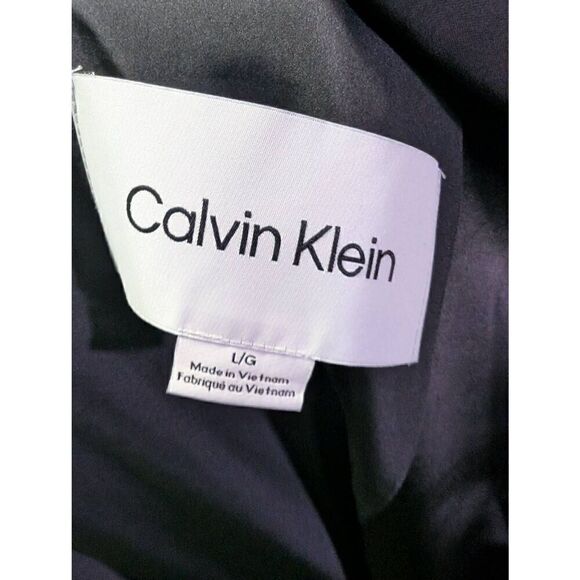 Calvin Klein
L/G
Made in Vietnam
Fabriqué au Vietnam